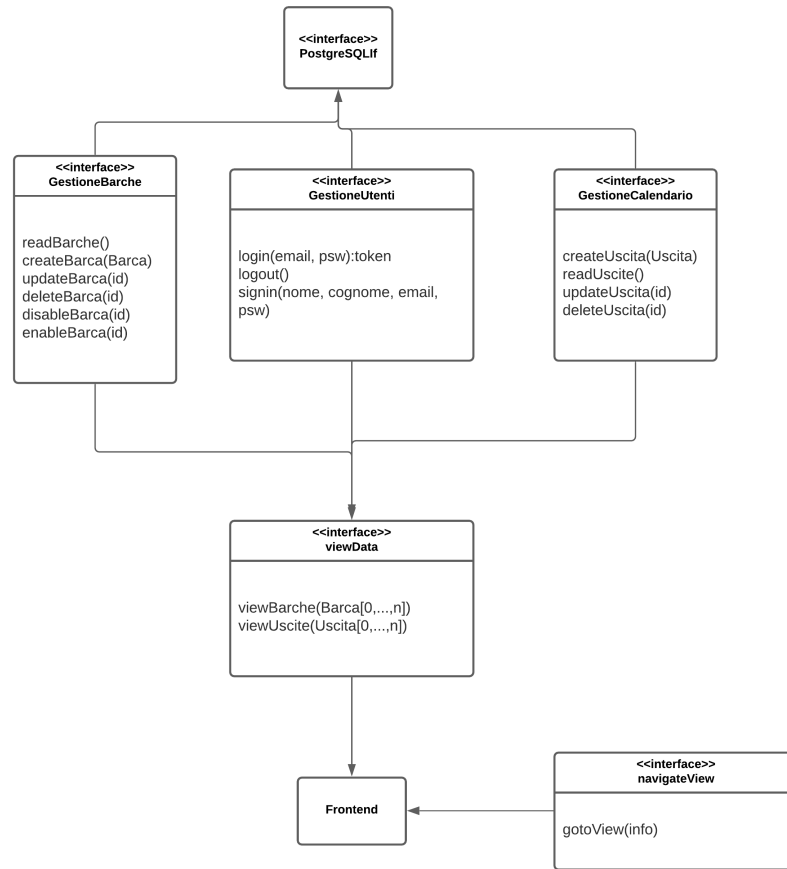 <<interface>>
PostgreSQLIf
<<interface>>
GestioneBarche
readBarche()
createBarca(Barca)
updateBarca(id)
deleteBarca(id)
disableBarca(id)
enableBarca(id)
<<interface>>
GestioneUtenti
login(email, psw):token
logout()
signin(nome, cognome, email,
psw)
<<interface>>
GestioneCalendario
createUscita(Uscita)
readUscite()
updateUscita(id)
deleteUscita(id)
<<interface>>
viewData
viewBarche(Barca[0,...,n])
viewUscite(Uscita[0,...,n])
Frontend
<<interface>>
navigateView
gotoView(info)